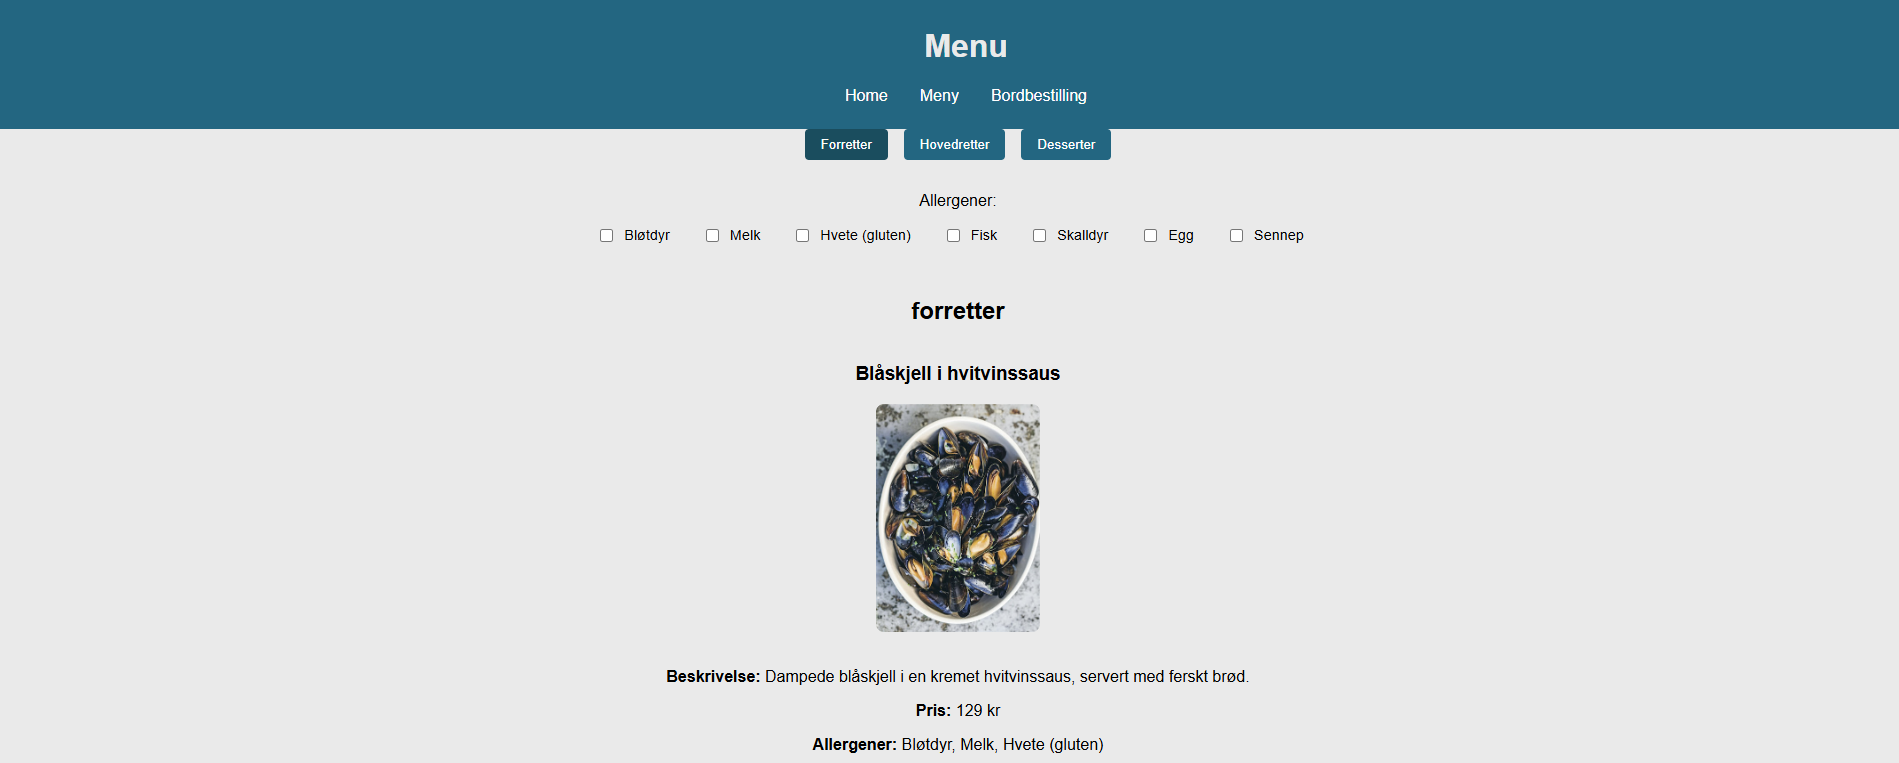 Menu
Home Meny Bordbestilling
Forretter Hovedretter Desserter
Allergener:
Bløtdyr Melk Hvete (gluten) Fisk Skalldyr Egg Sennep
forretter
Blåskjell i hvitvinssaus
Beskrivelse: Dampede blåskjell i en kremet hvitvinssaus, servert med ferskt brød.
Pris: 129 kr
Allergener: Bløtdyr, Melk, Hvete (gluten)